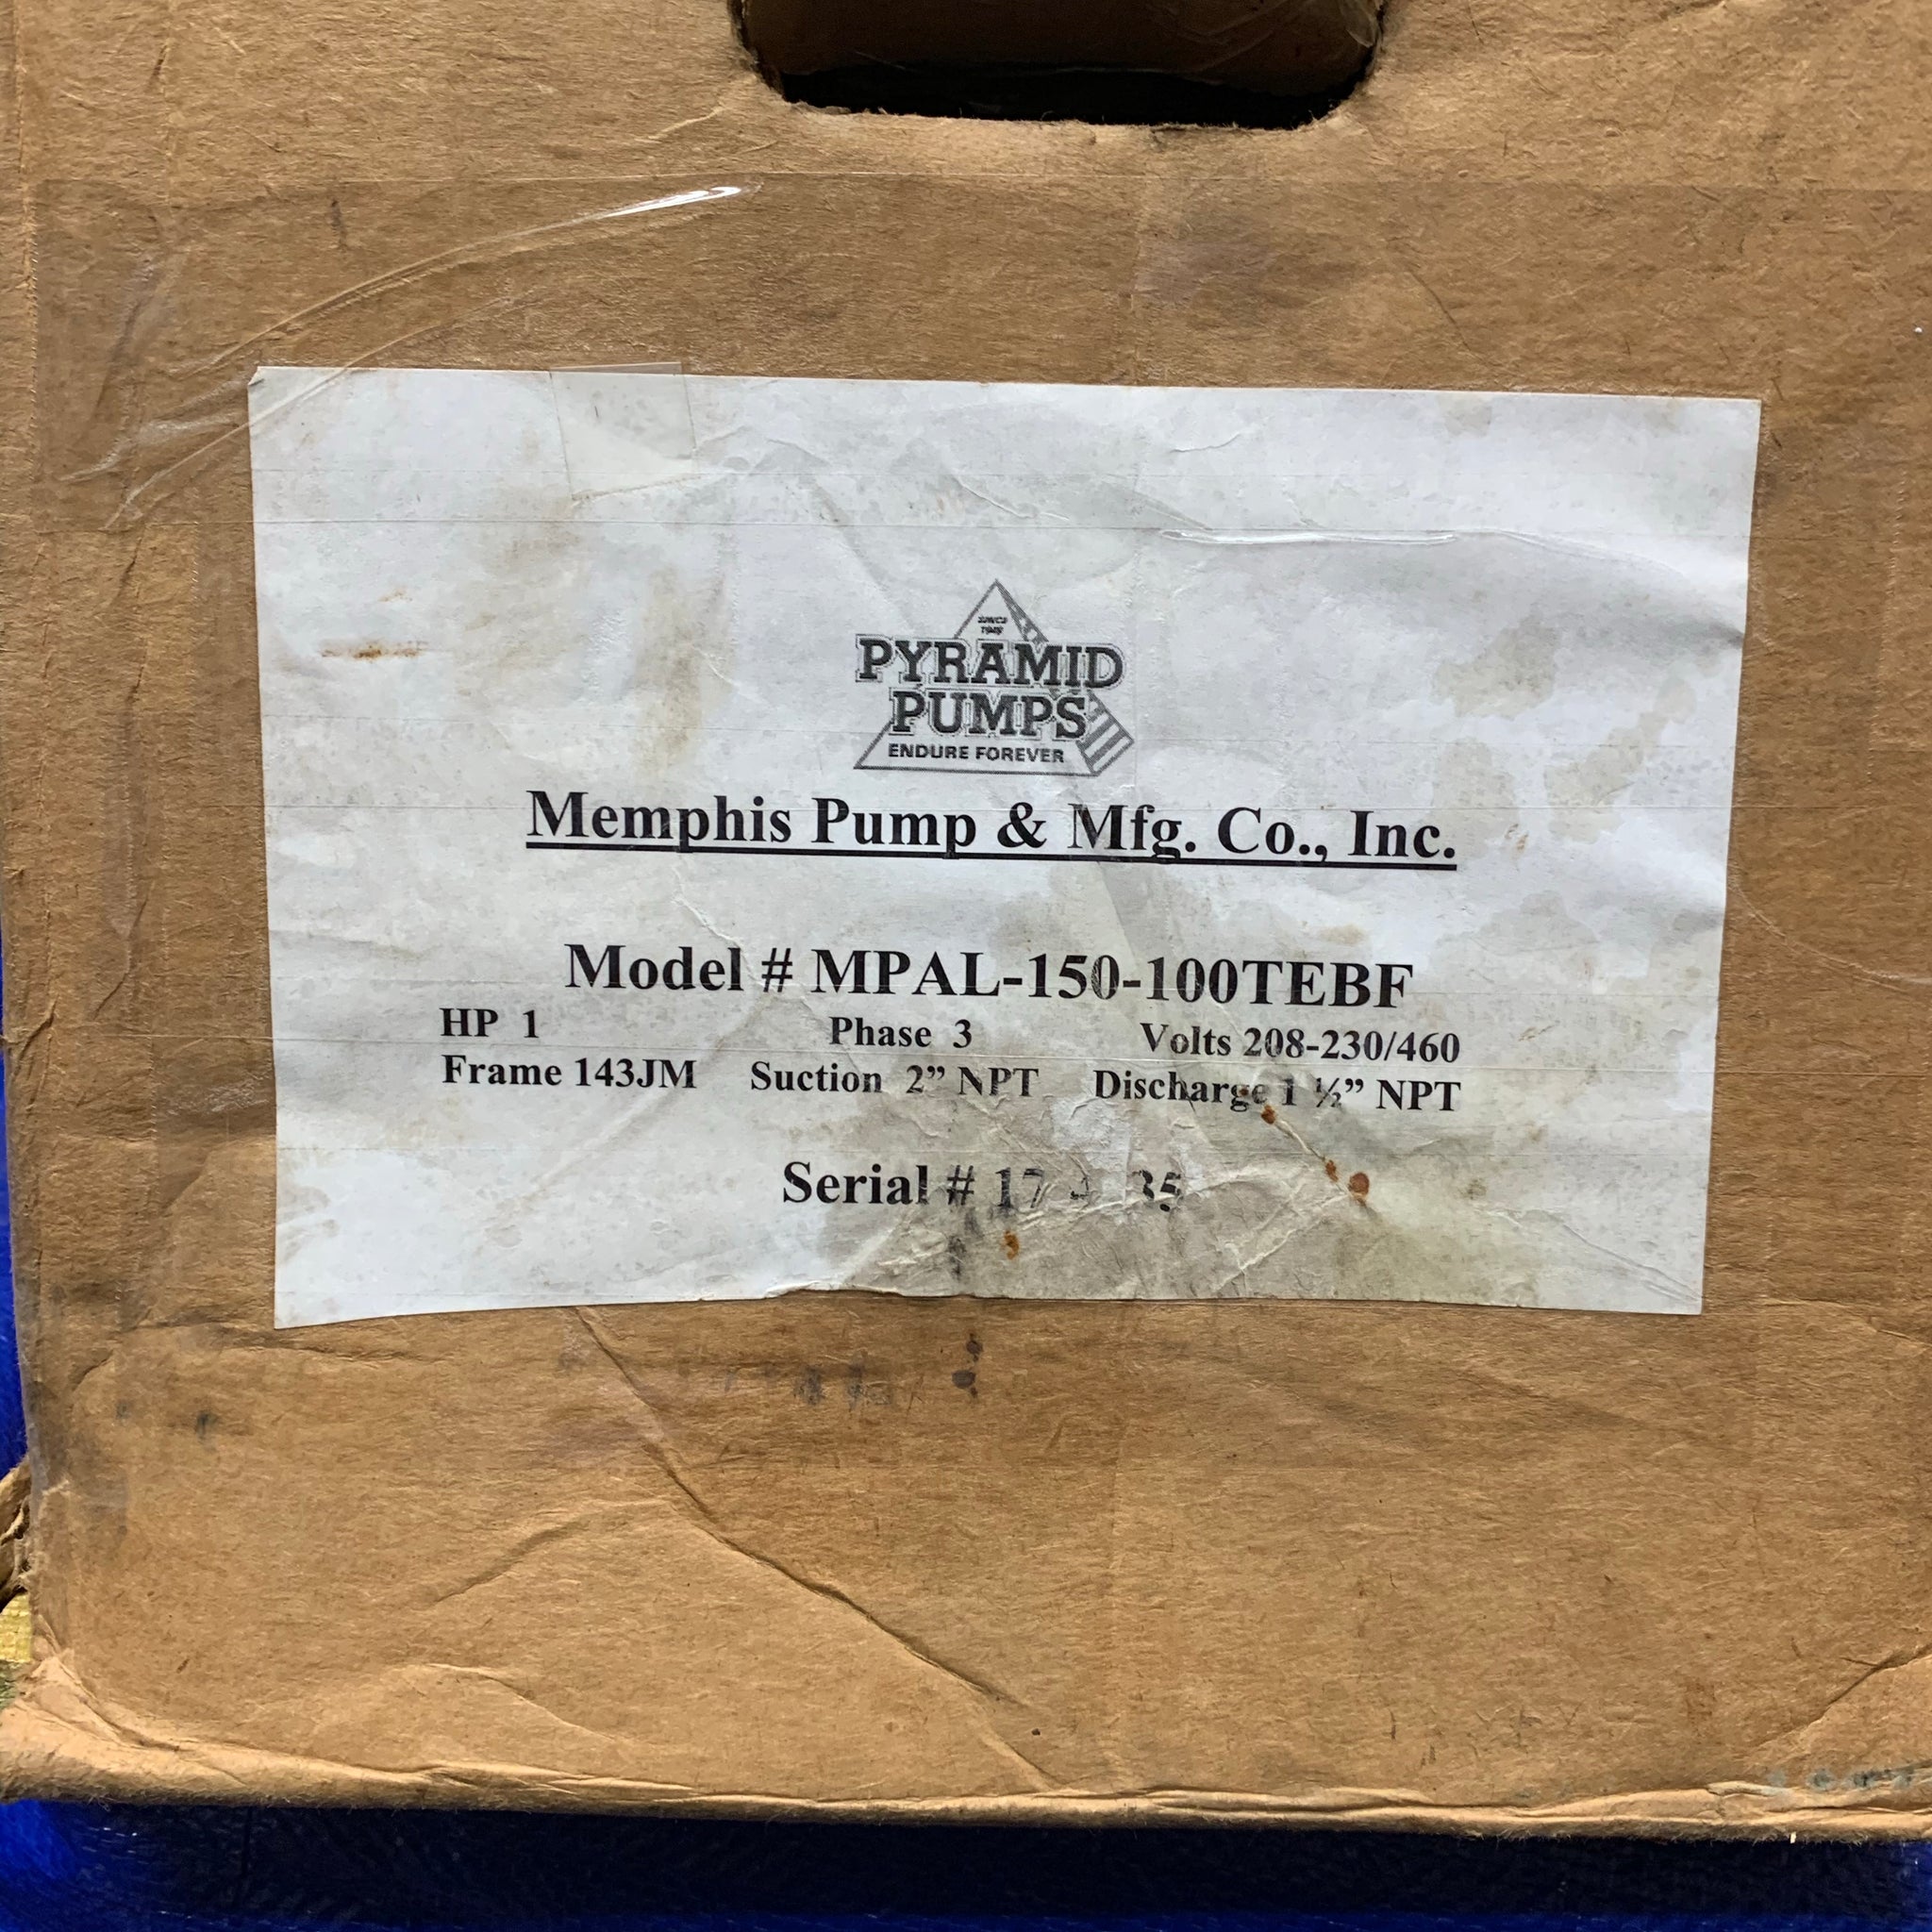 SINCE
PYRAMID
PUMPS
ENDURE FOREVER
Memphis Pump & Mfg. Co., Inc.
Model # MPAL-150-100TEBF
HP 1 Phase 3 Volts 208-230/460
Frame 143JM Suction 2” NPT Discharge 1 ½” NPT
Serial #